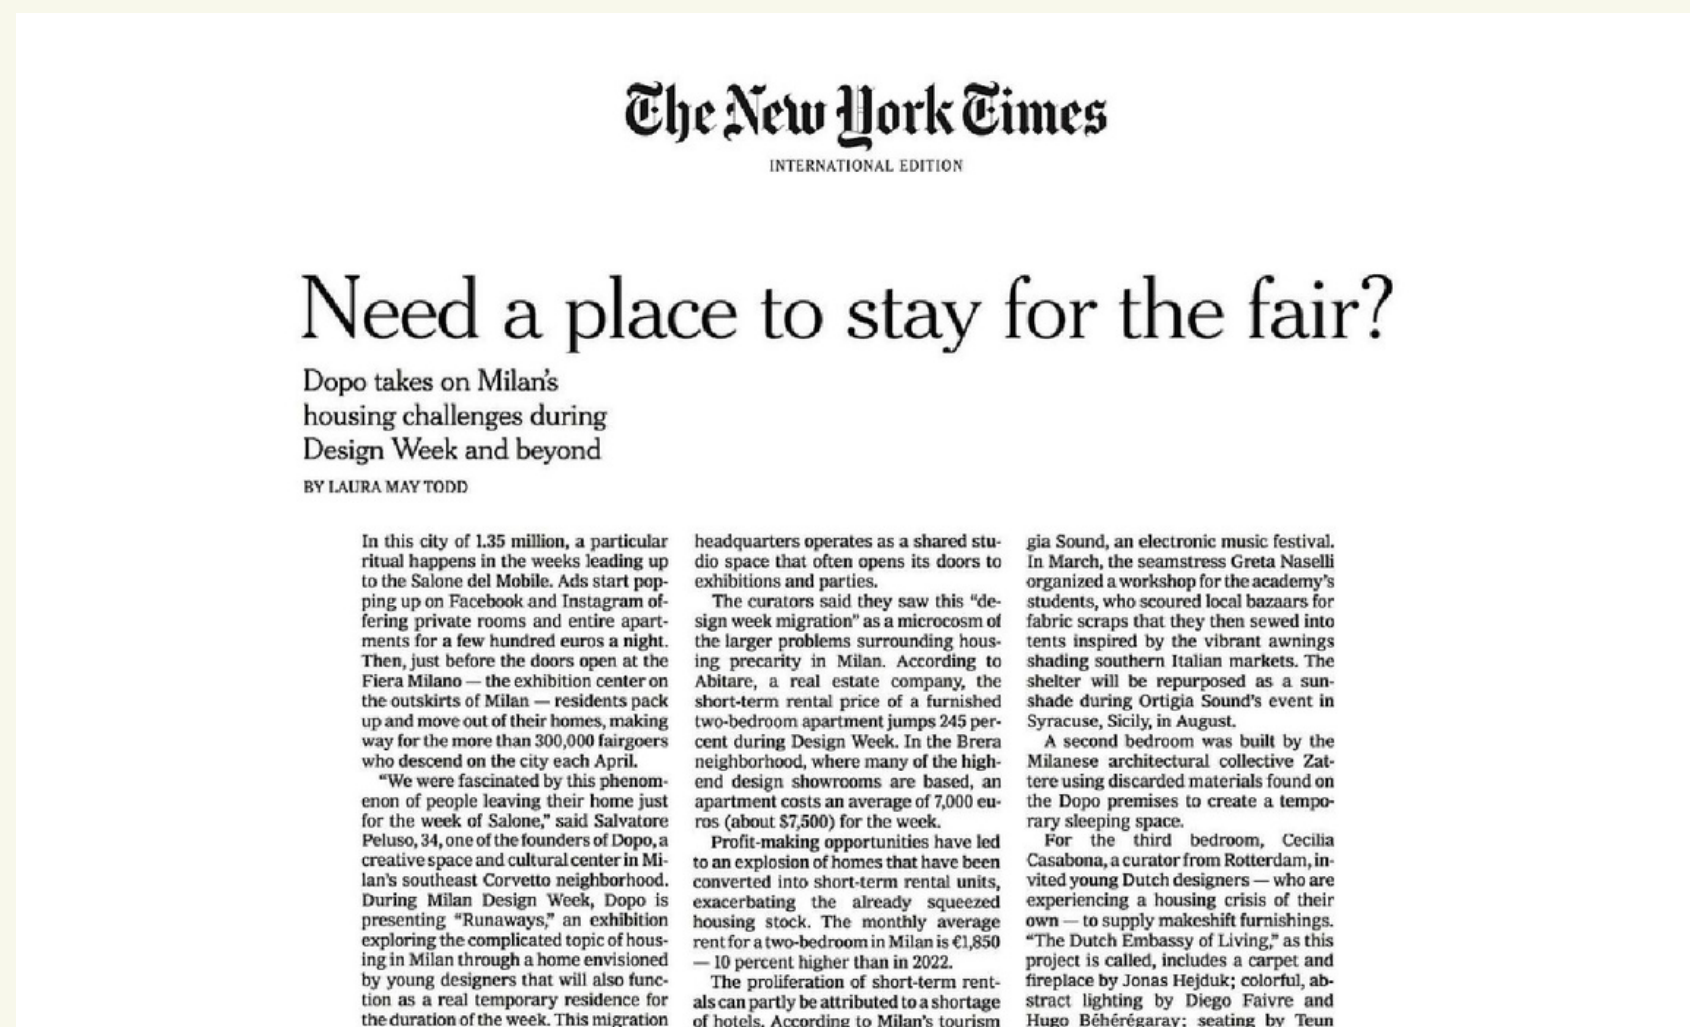 The New York Times
INTERNATIONAL EDITION
Need a place to stay for the fair?
Dopo takes on Milan's
housing challenges during
Design Week and beyond
BY LAURA MAY TODD
In this city of 1.35 million, a particular
ritual happens in the weeks leading up
to the Salone del Mobile. Ads start pop-
ping up on Facebook and Instagram of-
fering private rooms and entire apart-
ments for a few hundred euros a night.
Then, just before the doors open at the
Fiera Milano — the exhibition center on
the outskirts of Milan — residents pack
up and move out of their homes, making
way for the more than 300,000 fairgoers
who descend on the city each April.
“We were fascinated by this phenom-
enon of people leaving their home just
for the week of Salone,” said Salvatore
Peluso, 34, one of the founders of Dopo, a
creative space and cultural center in Mi-
lan's southeast Corvetto neighborhood.
During Milan Design Week, Dopo is
presenting “Runaways,” an exhibition
exploring the complicated topic of hous-
ing in Milan through a home envisioned
by young designers that will also func-
tion as a real temporary residence for
the duration of the week. This migration
headquarters operates as a shared stu-
dio space that often opens its doors to
exhibitions and parties.
The curators said they saw this “de-
sign week migration” as a microcosm of
the larger problems surrounding hous-
ing precarity in Milan. According to
Abitare, a real estate company, the
short-term rental price of a furnished
two-bedroom apartment jumps 245 per-
cent during Design Week. In the Brera
neighborhood, where many of the high-
end design showrooms are based, an
apartment costs an average of 7,000 eu-
ros (about $7,500) for the week.
Profit-making opportunities have led
to an explosion of homes that have been
converted into short-term rental units,
exacerbating the already squeezed
housing stock. The monthly average
rent for a two-bedroom in Milan is €1,850
— 10 percent higher than in 2022.
The proliferation of short-term rent-
als can partly be attributed to a shortage
of hotels. According to Milan's tourism
gia Sound, an electronic music festival.
In March, the seamstress Greta Naselli
organized a workshop for the academy's
students, who scoured local bazaars for
fabric scraps that they then sewed into
tents inspired by the vibrant awnings
shading southern Italian markets. The
shelter will be repurposed as a sun-
shade during Ortigia Sound's event in
Syracuse, Sicily, in August.
A second bedroom was built by the
Milanese architectural collective Zat-
tere using discarded materials found on
the Dopo premises to create a tempo-
rary sleeping space.
For the third bedroom, Cecilia
Casabona, a curator from Rotterdam, in-
vited young Dutch designers — who are
experiencing a housing crisis of their
own — to supply makeshift furnishings.
“The Dutch Embassy of Living,” as this
project is called, includes a carpet and
fireplace by Jonas Hejduk; colorful, ab-
stract lighting by Diego Faivre and
Hugo Béhérégaray; seating by Teun